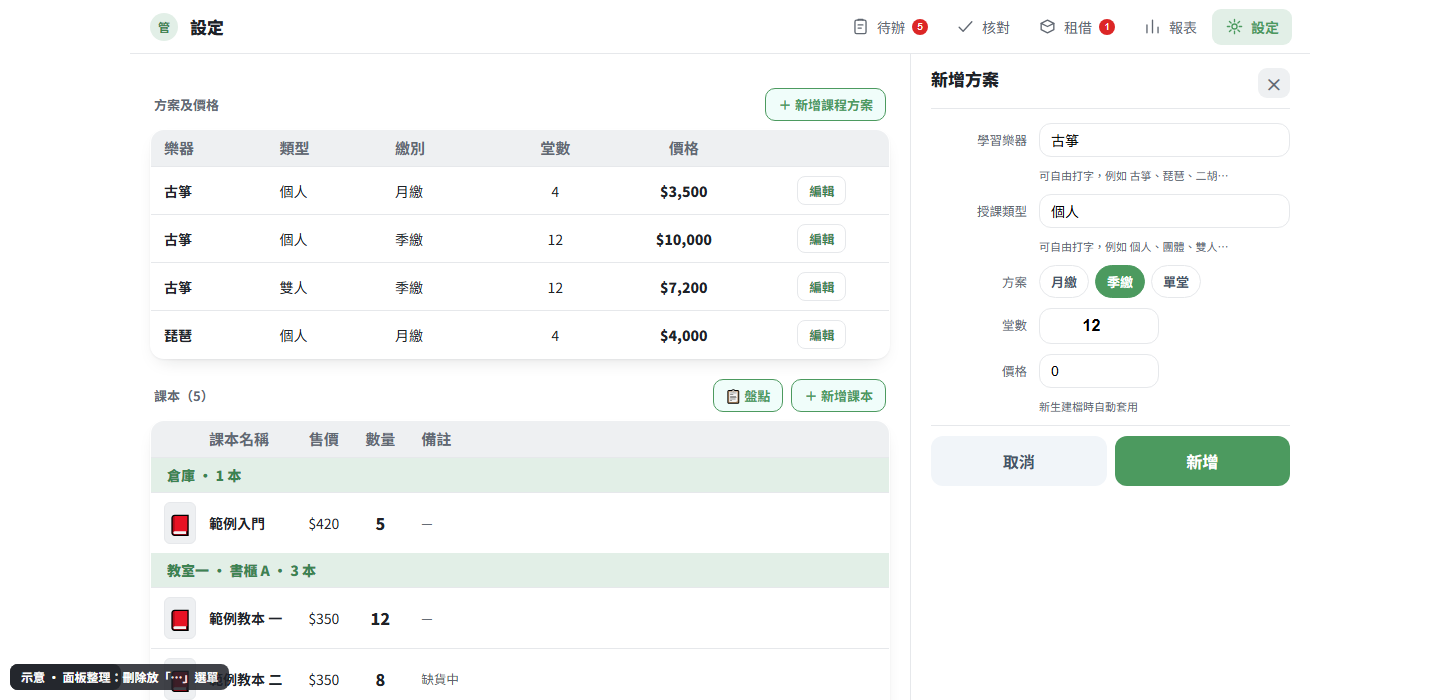 管 設定
待辦 5 核對 租借 1 報表 設定
方案及價格 ＋ 新增課程方案
樂器 類型 繳別 堂數 價格
古箏 個人 月繳 4 $3,500 編輯
古箏 個人 季繳 12 $10,000 編輯
古箏 雙人 季繳 12 $7,200 編輯
琵琶 個人 月繳 4 $4,000 編輯
課本（5） 盤點 ＋ 新增課本
課本名稱 售價 數量 備註
倉庫 · 1 本
範例入門 $420 5 —
教室一 · 書櫃 A · 3 本
範例教本 一 $350 12 —
範例教本 二 $350 8 缺貨中
示意 · 面板整理：刪除放「⋯」選單
新增方案
學習樂器 古箏
可自由打字，例如 古箏、琵琶、二胡⋯
授課類型 個人
可自由打字，例如 個人、團體、雙人⋯
方案 月繳 季繳 單堂
堂數 12
價格 0
新生建檔時自動套用
取消 新增